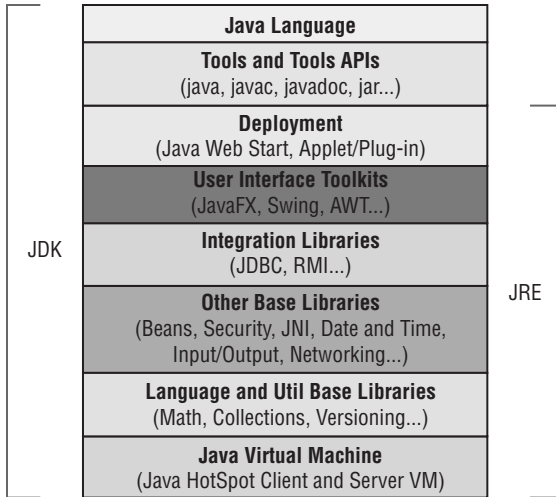 Java Language
Tools and Tools APIs
(java, javac, javadoc, jar...)
Deployment
(Java Web Start, Applet/Plug-in)
User Interface Toolkits
(JavaFX, Swing, AWT...)
Integration Libraries
(JDBC, RMI...)
JDK
Other Base Libraries
(Beans, Security, JNI, Date and Time,
Input/Output, Networking...)
JRE
Language and Util Base Libraries
(Math, Collections, Versioning...)
Java Virtual Machine
(Java HotSpot Client and Server VM)